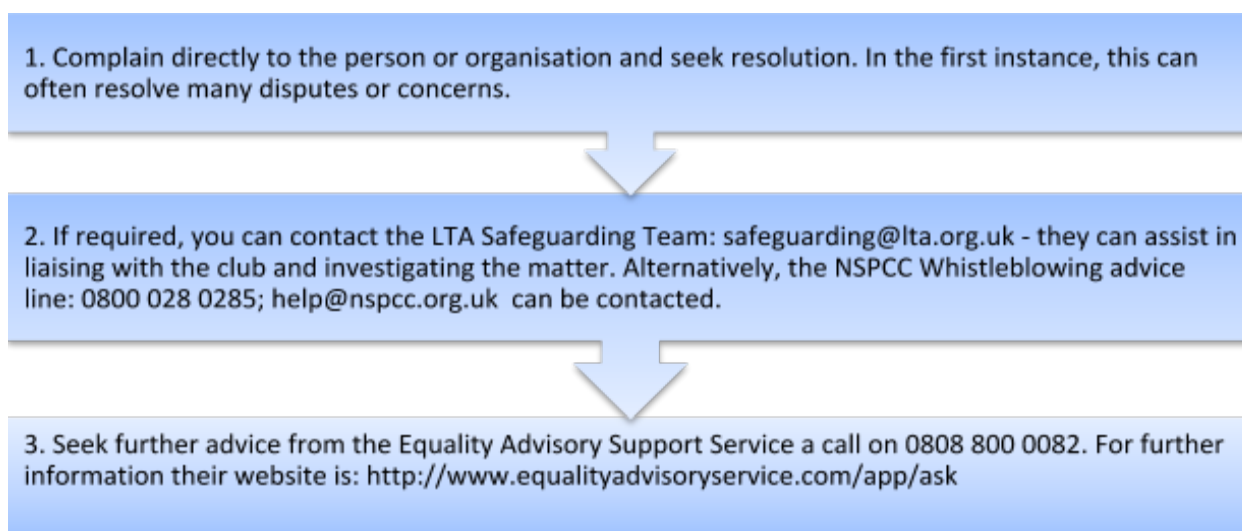 1. Complain directly to the person or organisation and seek resolution. In the first instance, this can
often resolve many disputes or concerns.
2. If required, you can contact the LTA Safeguarding Team: safeguarding@lta.org.uk - they can assist in
liaising with the club and investigating the matter. Alternatively, the NSPCC Whistleblowing advice
line: 0800 028 0285; help@nspcc.org.uk  can be contacted.
3. Seek further advice from the Equality Advisory Support Service a call on 0808 800 0082. For further
information their website is: http://www.equalityadvisoryservice.com/app/ask